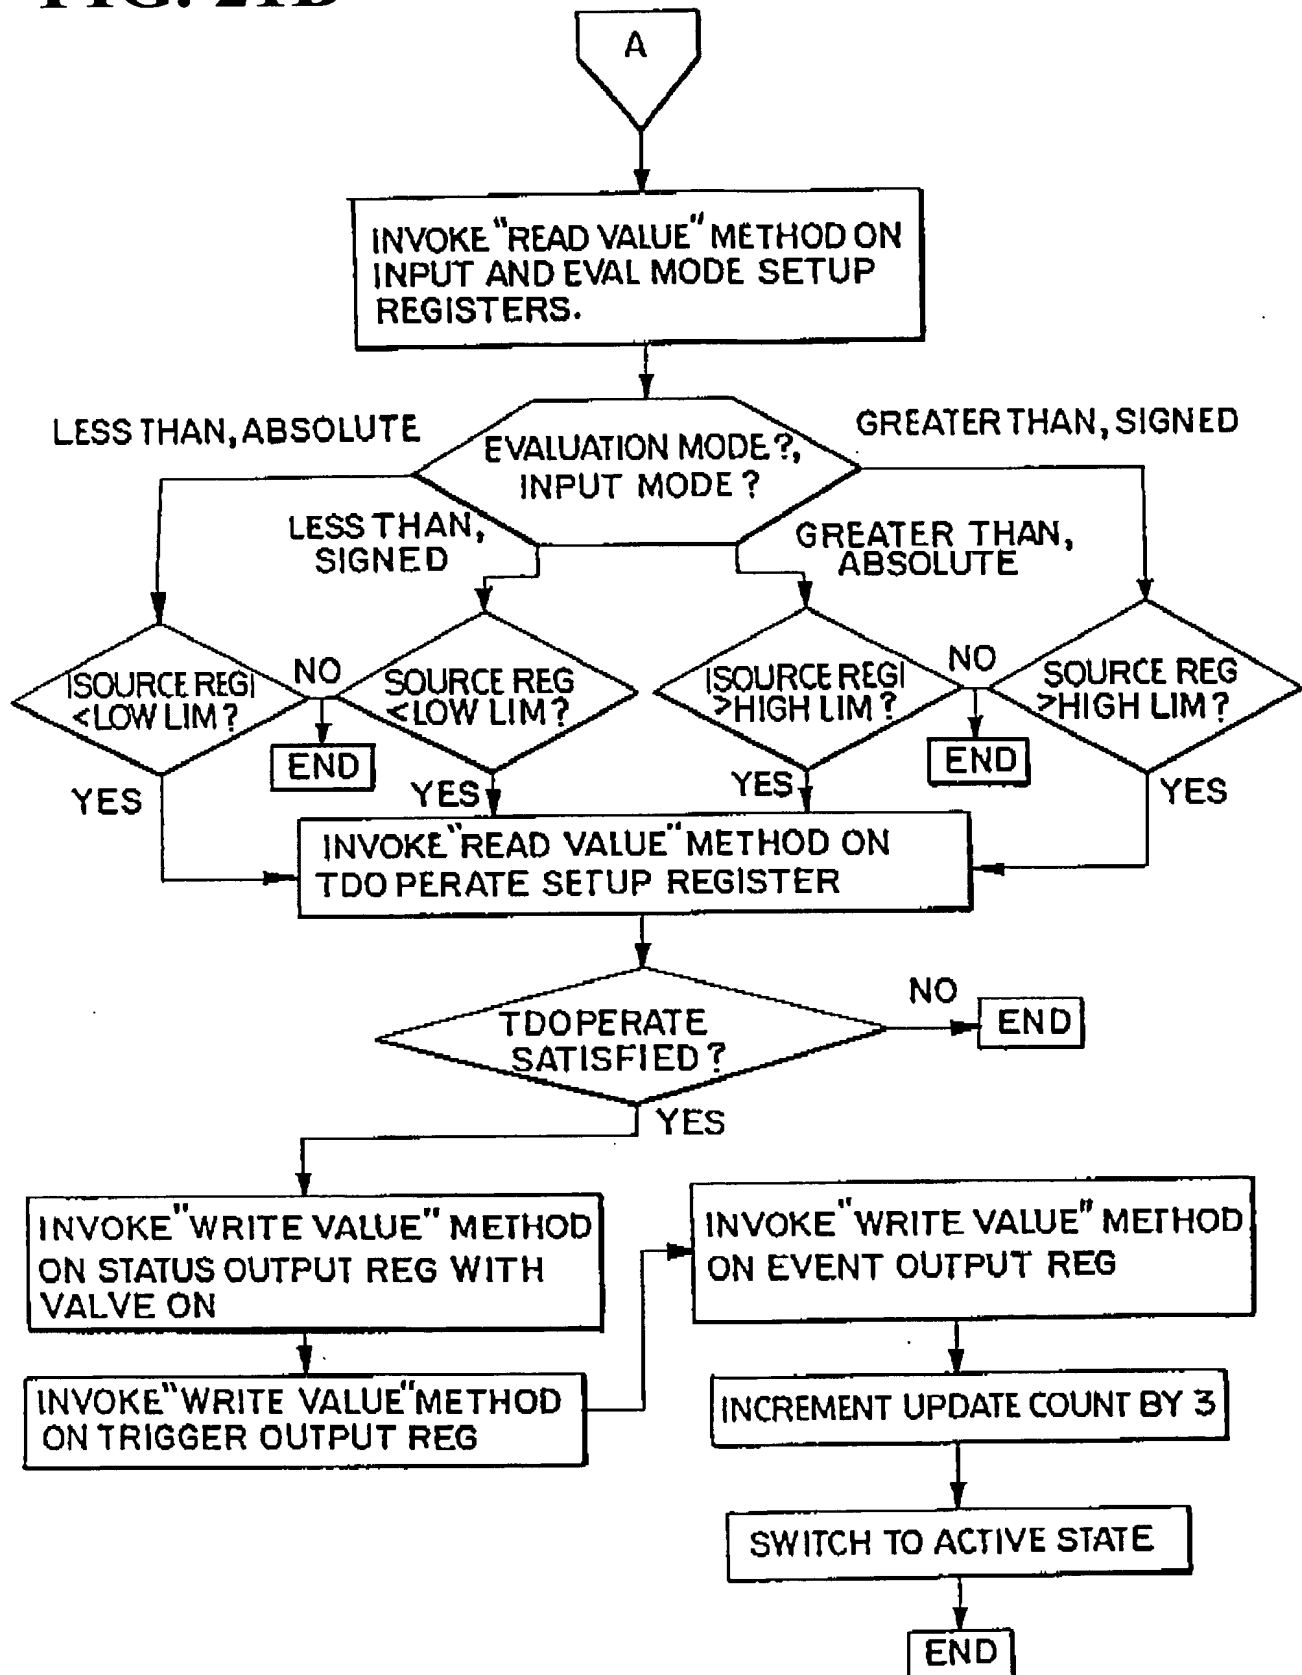 FIG. 21B
A
INVOKE "READ VALUE" METHOD ON
INPUT AND EVAL MODE SETUP
REGISTERS.
LESS THAN, ABSOLUTE
GREATER THAN, SIGNED
EVALUATION MODE?,
INPUT MODE?
LESS THAN,
SIGNED
GREATER THAN,
ABSOLUTE
|SOURCE REG|
<LOW LIM?
NO
SOURCE REG
<LOW LIM?
|SOURCE REG|
>HIGH LIM?
NO
SOURCE REG
>HIGH LIM?
END
END
YES
YES
YES
YES
INVOKE "READ VALUE" METHOD ON
TDOPERATE SETUP REGISTER
TDOPERATE
SATISFIED?
NO
END
YES
INVOKE "WRITE VALUE" METHOD
ON STATUS OUTPUT REG WITH
VALVE ON
INVOKE "WRITE VALUE" METHOD
ON TRIGGER OUTPUT REG
INVOKE "WRITE VALUE" METHOD
ON EVENT OUTPUT REG
INCREMENT UPDATE COUNT BY 3
SWITCH TO ACTIVE STATE
END